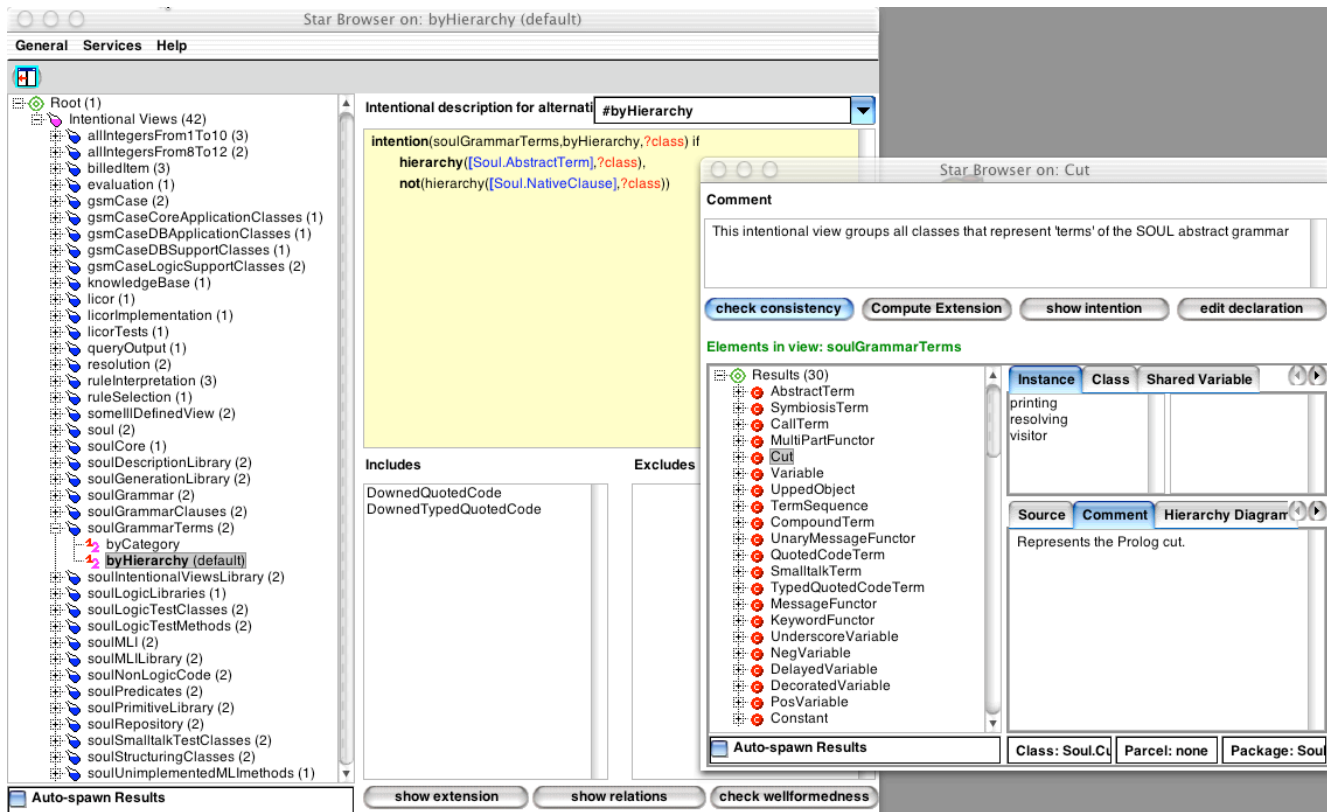 Star Browser on: byHierarchy (default)
General Services Help
Root (1)
Intentional Views (42)
allIntegersFrom1To10 (3)
allIntegersFrom8To12 (2)
billedItem (3)
evaluation (1)
gsmCase (2)
gsmCaseCoreApplicationClasses (1)
gsmCaseDBApplicationClasses (1)
gsmCaseDBSupportClasses (1)
gsmCaseLogicSupportClasses (2)
knowledgeBase (1)
licor (1)
licorImplementation (1)
licorTests (1)
queryOutput (1)
resolution (2)
ruleInterpretation (3)
ruleSelection (1)
someIllDefinedView (2)
soul (2)
soulCore (1)
soulDescriptionLibrary (2)
soulGenerationLibrary (2)
soulGrammar (2)
soulGrammarClauses (2)
soulGrammarTerms (2)
byCategory
byHierarchy (default)
soulIntentionalViewsLibrary (2)
soulLogicLibraries (1)
soulLogicTestClasses (2)
soulLogicTestMethods (2)
soulMLI (2)
soulMLILibrary (2)
soulNonLogicCode (2)
soulPredicates (2)
soulPrimitiveLibrary (2)
soulRepository (2)
soulSmalltalkTestClasses (2)
soulStructuringClasses (2)
soulUnimplementedMLImethods (1)
Auto-spawn Results
Intentional description for alternati
#byHierarchy
intention(soulGrammarTerms,byHierarchy,?class) if
hierarchy([Soul.AbstractTerm],?class),
not(hierarchy([Soul.NativeClause],?class))
Includes
Excludes
DownedQuotedCode
DownedTypedQuotedCode
show extension
show relations
check wellformedness
Star Browser on: Cut
Comment
This intentional view groups all classes that represent 'terms' of the SOUL abstract grammar
check consistency
Compute Extension
show intention
edit declaration
Elements in view: soulGrammarTerms
Results (30)
AbstractTerm
SymbiosisTerm
CallTerm
MultiPartFunctor
Cut
Variable
UppedObject
TermSequence
CompoundTerm
UnaryMessageFunctor
QuotedCodeTerm
SmalltalkTerm
TypedQuotedCodeTerm
MessageFunctor
KeywordFunctor
UnderscoreVariable
NegVariable
DelayedVariable
DecoratedVariable
PosVariable
Constant
Auto-spawn Results
Instance Class Shared Variable
printing
resolving
visitor
Source Comment Hierarchy Diagram
Represents the Prolog cut.
Class: Soul.Cu
Parcel: none
Package: Soul